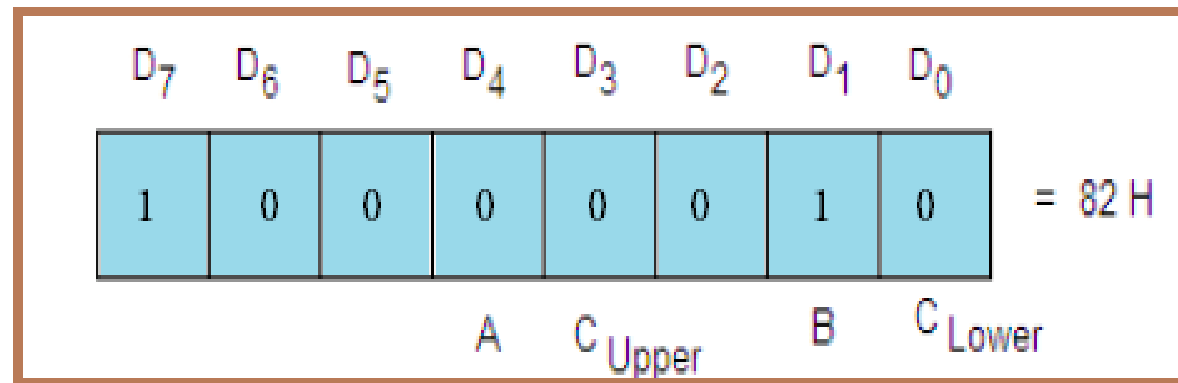 D7 D6 D5 D4 D3 D2 D1 D0
1 0 0 0 0 0 1 0 = 82 H
A C Upper B C Lower